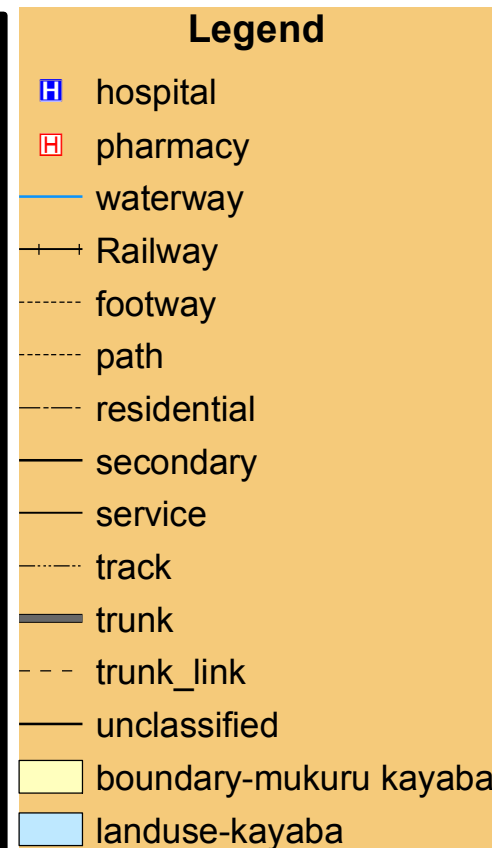 Legend
H hospital
H pharmacy
waterway
Railway
footway
path
residential
secondary
service
track
trunk
trunk_link
unclassified
boundary-mukuru kayaba
landuse-kayaba